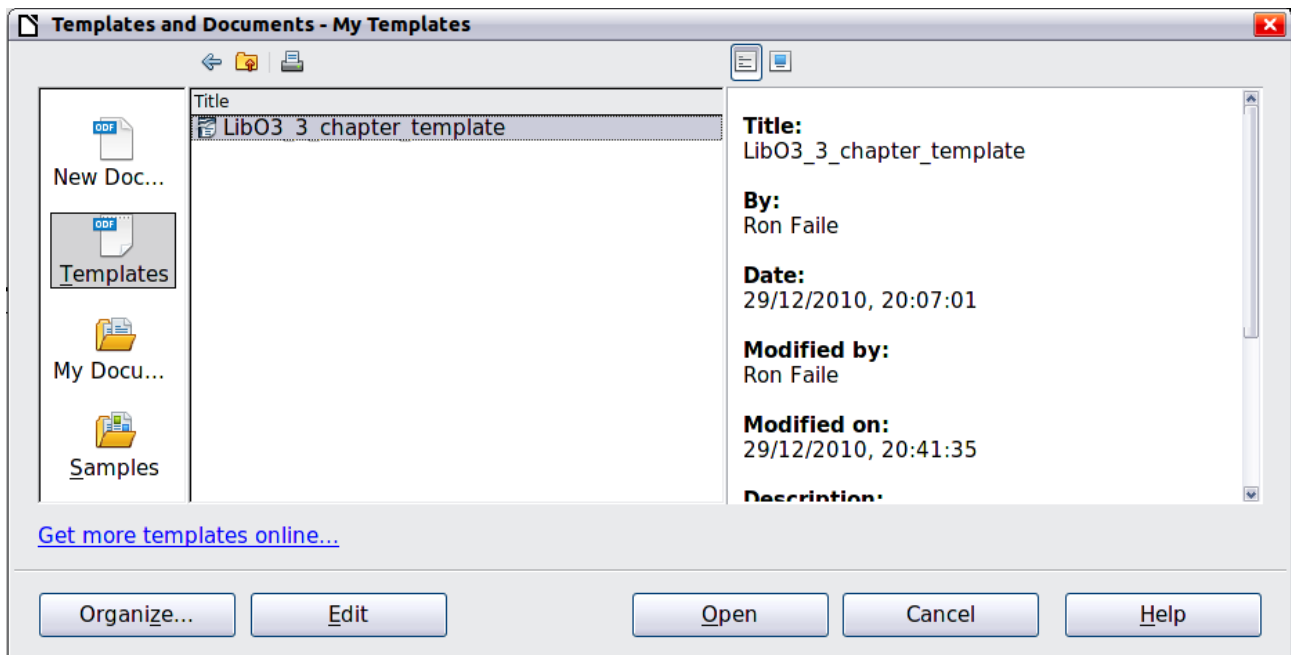 Templates and Documents - My Templates
ODF
New Doc...
ODF
Templates
My Docu...
Samples
Title
LibO3_3_chapter_template
Title:
LibO3_3_chapter_template
By:
Ron Faile
Date:
29/12/2010, 20:07:01
Modified by:
Ron Faile
Modified on:
29/12/2010, 20:41:35
Description:
Get more templates online...
Organize...
Edit
Open
Cancel
Help